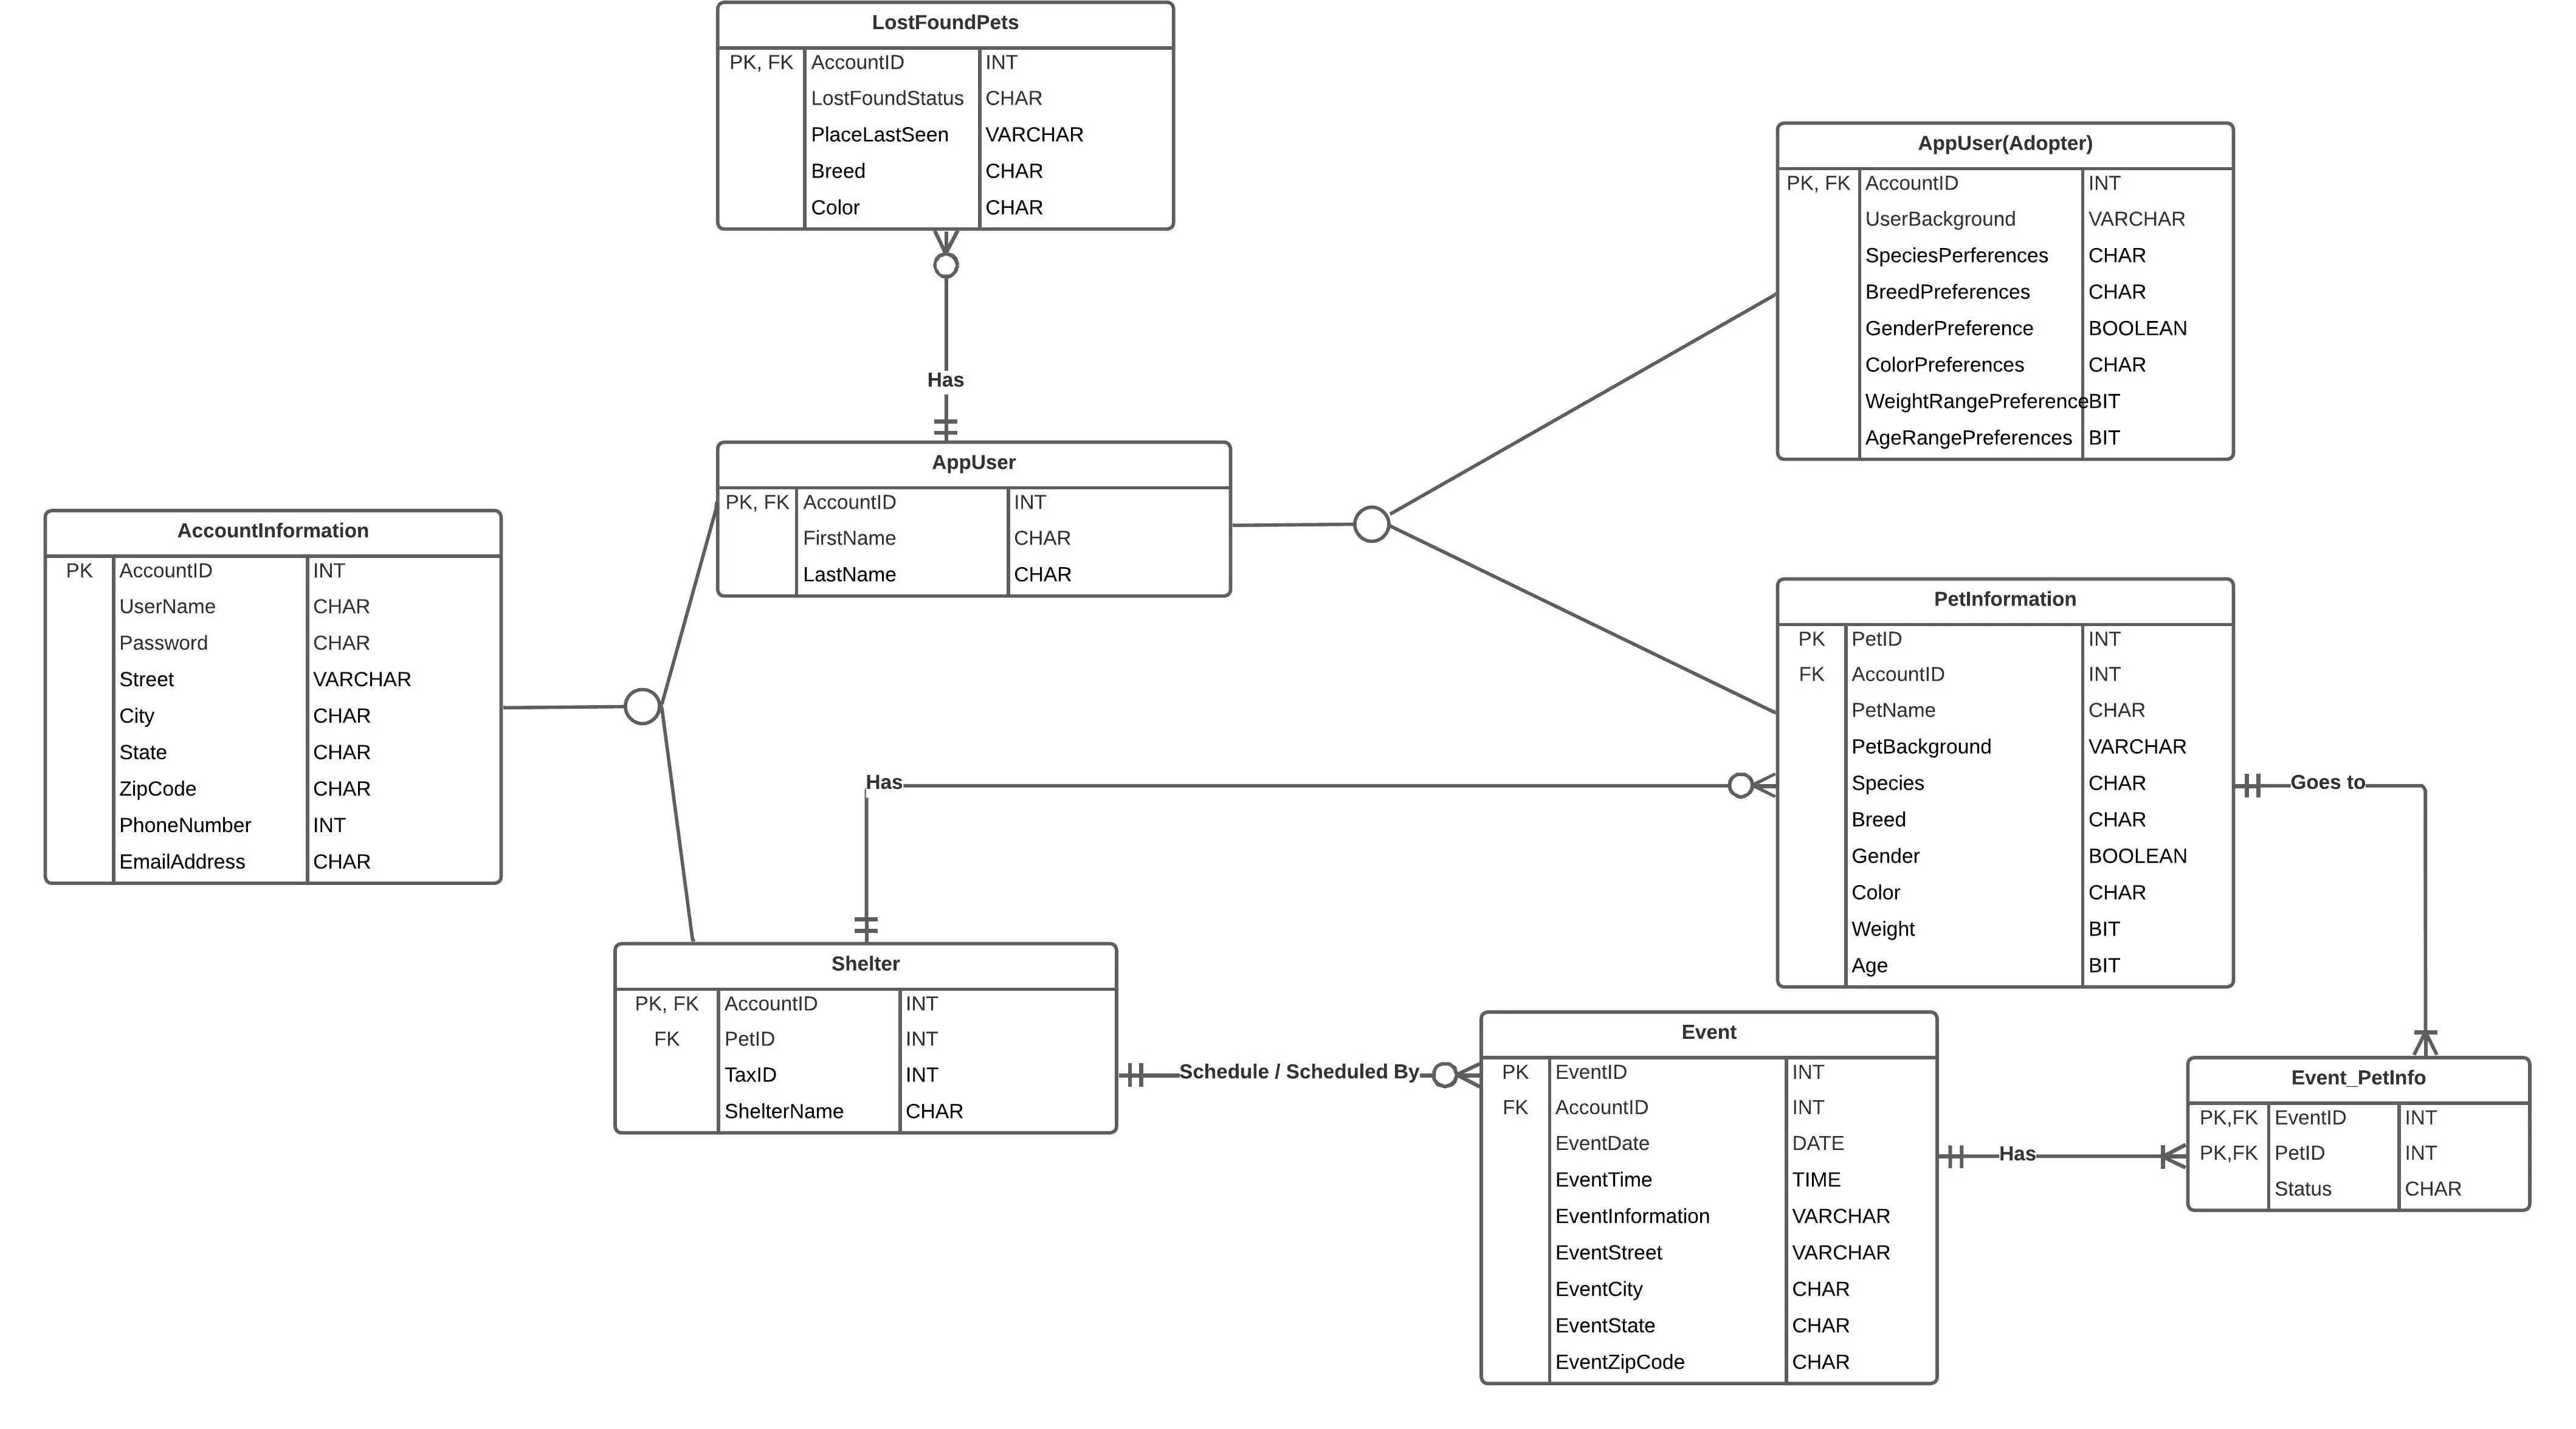 LostFoundPets
PK, FK AccountID INT
LostFoundStatus CHAR
PlaceLastSeen VARCHAR
Breed CHAR
Color CHAR
AppUser(Adopter)
PK, FK AccountID INT
UserBackground VARCHAR
SpeciesPerferences CHAR
BreedPreferences CHAR
GenderPreference BOOLEAN
ColorPreferences CHAR
WeightRangePreference BIT
AgeRangePreferences BIT
Has
AppUser
PK, FK AccountID INT
FirstName CHAR
LastName CHAR
AccountInformation
PK AccountID INT
UserName CHAR
Password CHAR
Street VARCHAR
City CHAR
State CHAR
ZipCode CHAR
PhoneNumber INT
EmailAddress CHAR
PetInformation
PK PetID INT
FK AccountID INT
PetName CHAR
PetBackground VARCHAR
Species CHAR
Breed CHAR
Gender BOOLEAN
Color CHAR
Weight BIT
Age BIT
Has
Goes to
Shelter
PK, FK AccountID INT
FK PetID INT
TaxID INT
ShelterName CHAR
Schedule / Scheduled By
Event
PK EventID INT
FK AccountID INT
EventDate DATE
EventTime TIME
EventInformation VARCHAR
EventStreet VARCHAR
EventCity CHAR
EventState CHAR
EventZipCode CHAR
Has
Event_PetInfo
PK,FK EventID INT
PK,FK PetID INT
Status CHAR